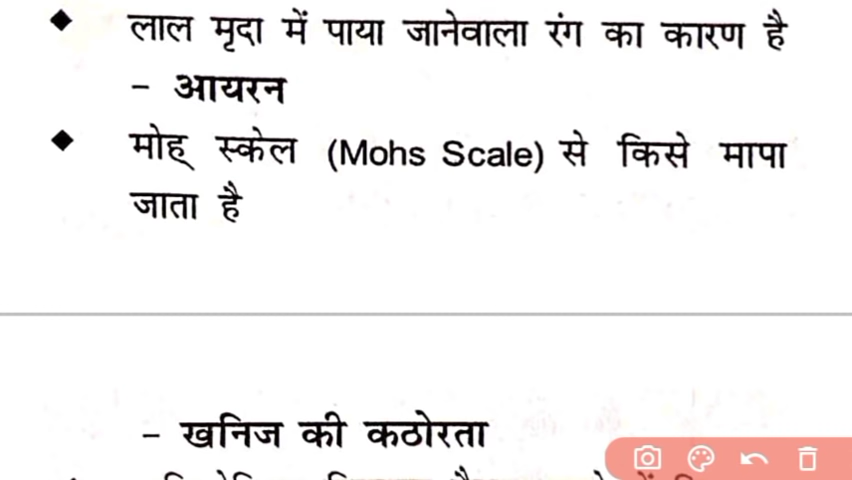 ◆ लाल मृदा में पाया जानेवाला रंग का कारण है
– आयरन
◆ मोह् स्केल (Mohs Scale) से किसे मापा
जाता है
– खनिज की कठोरता